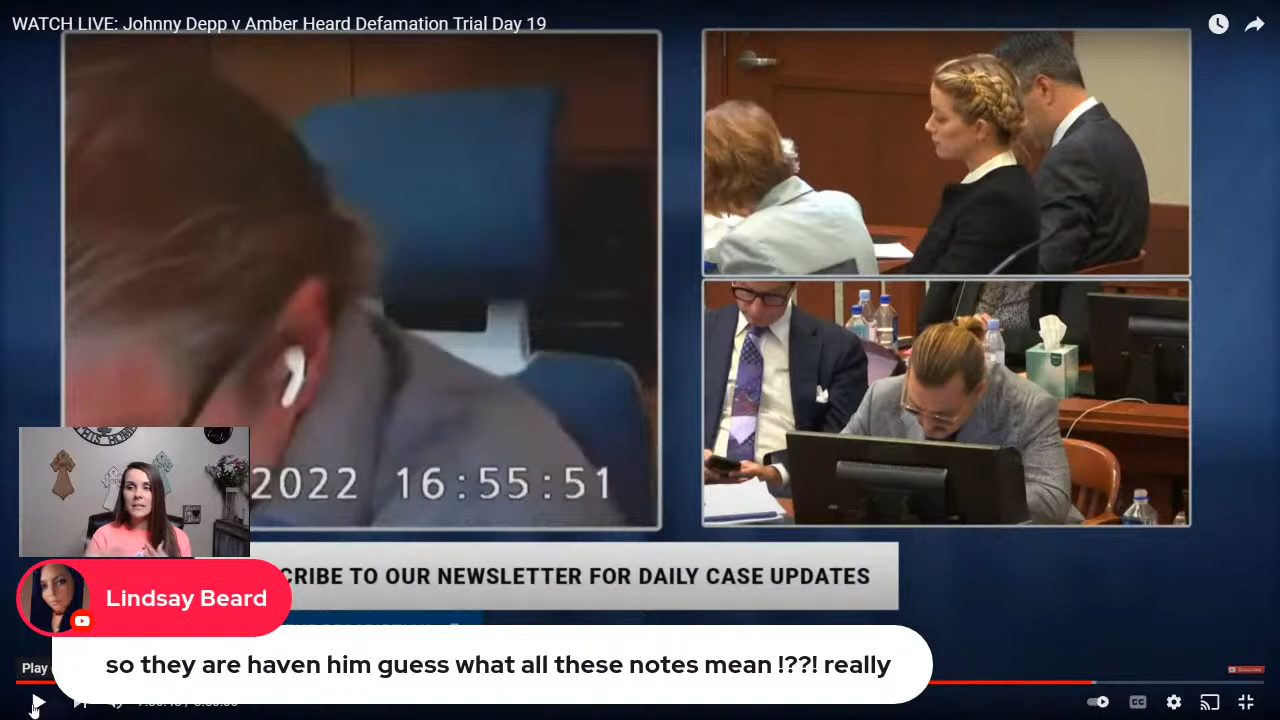 WATCH LIVE: Johnny Depp v Amber Heard Defamation Trial Day 19
2022 16:55:51
CRIBE TO OUR NEWSLETTER FOR DAILY CASE UPDATES
Lindsay Beard
so they are haven him guess what all these notes mean !??! really
Play
CC